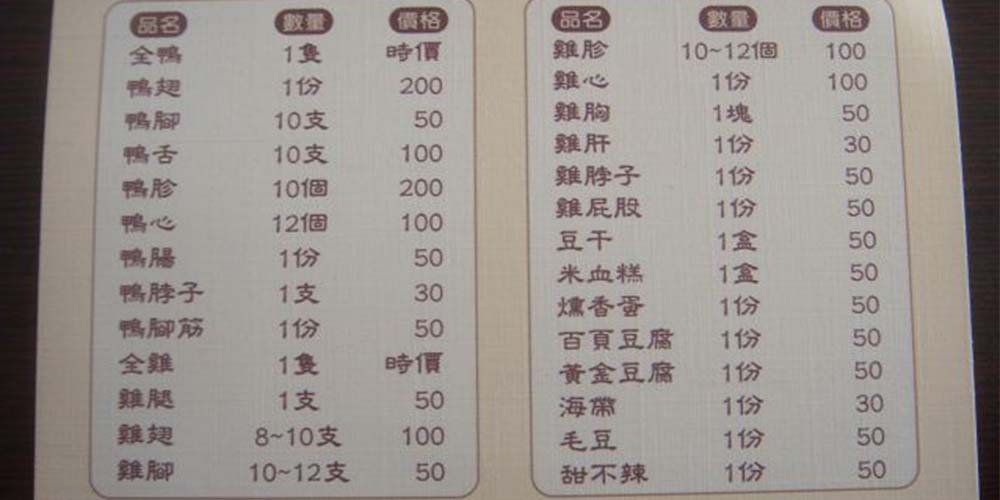 品名 數量 價格
全鴨 1隻 時價
鴨翅 1份 200
鴨腳 10支 50
鴨舌 10支 100
鴨胗 10個 200
鴨心 12個 100
鴨腸 1份 50
鴨脖子 1支 30
鴨腳筋 1份 50
全雞 1隻 時價
雞腿 1支 50
雞翅 8~10支 100
雞腳 10~12支 50
品名 數量 價格
雞胗 10~12個 100
雞心 1份 100
雞胸 1塊 50
雞肝 1份 30
雞脖子 1份 50
雞屁股 1份 50
豆干 1盒 50
米血糕 1盒 50
燻香蛋 1份 50
百頁豆腐 1份 50
黃金豆腐 1份 50
海帶 1份 30
毛豆 1份 50
甜不辣 1份 50